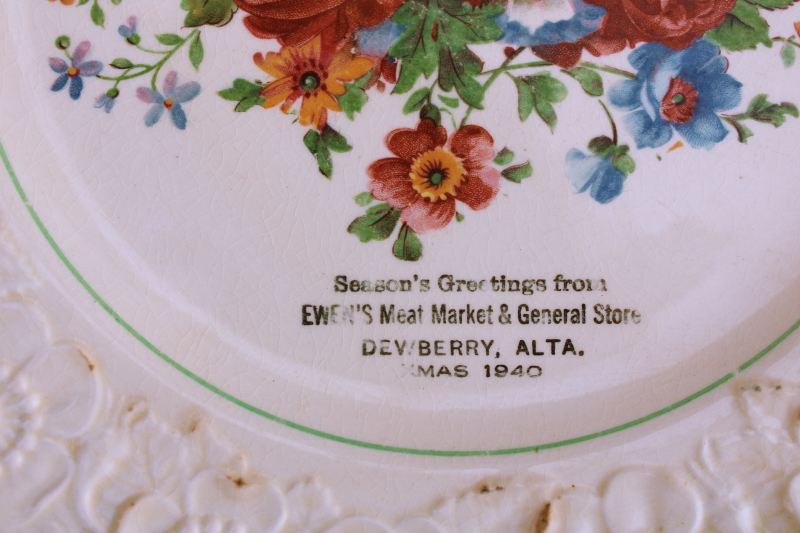 Season's Greetings from
EWEN'S Meat Market & General Store
DEWBERRY, ALTA.
XMAS 1940